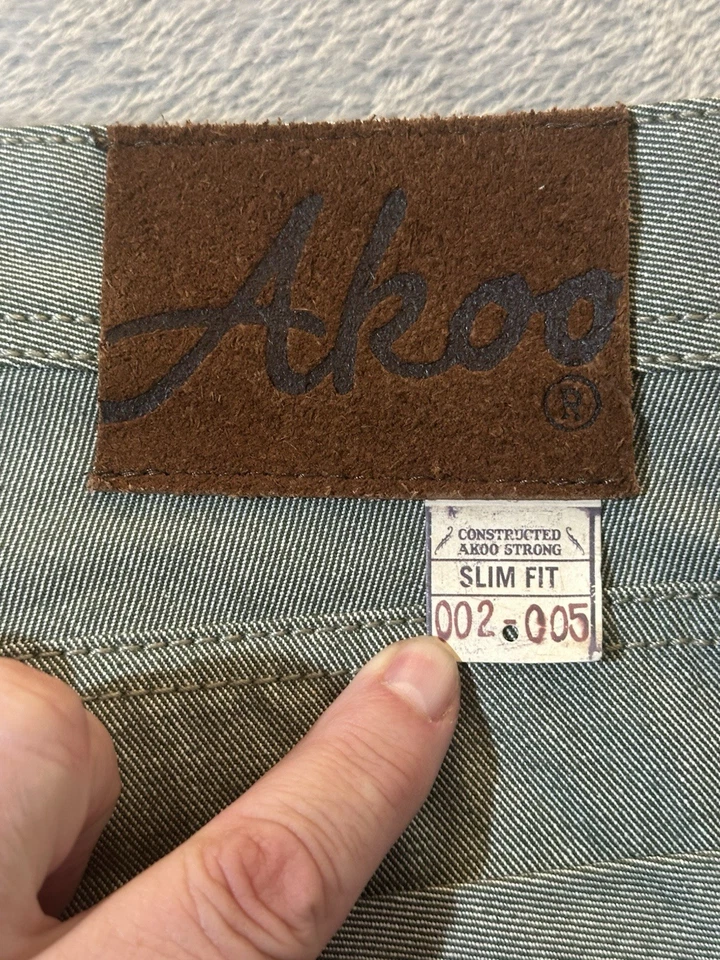 Akoo
®
CONSTRUCTED
AKOO STRONG
SLIM FIT
002-005